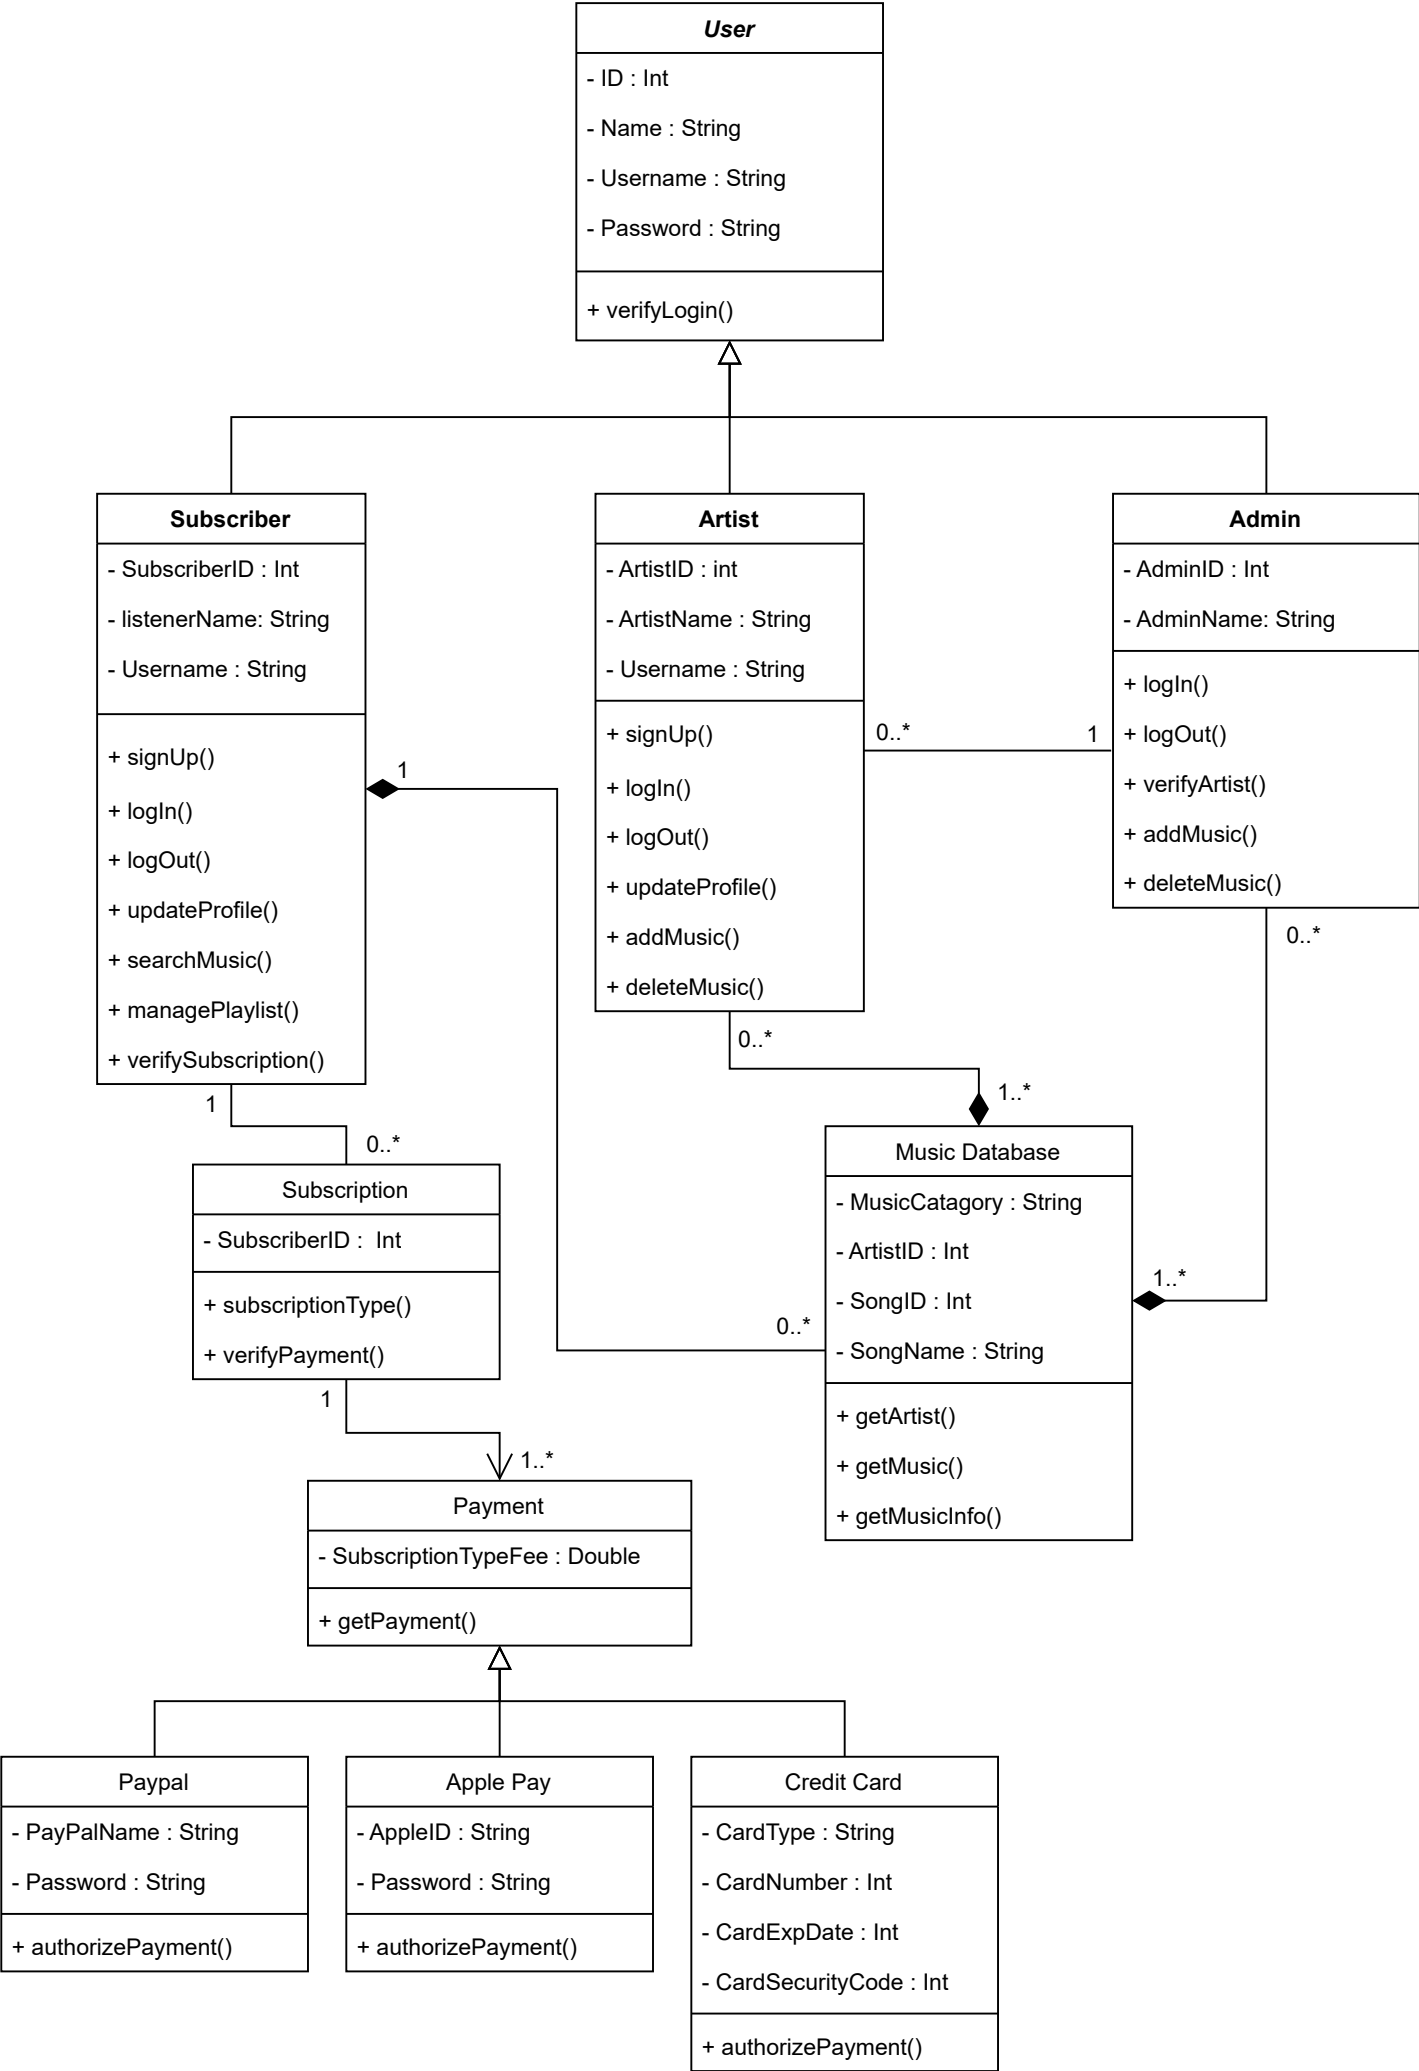 User
- ID : Int
- Name : String
- Username : String
- Password : String
+ verifyLogin()
Subscriber
- SubscriberID : Int
- listenerName: String
- Username : String
+ signUp()
+ logIn()
+ logOut()
+ updateProfile()
+ searchMusic()
+ managePlaylist()
+ verifySubscription()
1
1
0..*
Artist
- ArtistID : int
- ArtistName : String
- Username : String
+ signUp()
+ logIn()
+ logOut()
+ updateProfile()
+ addMusic()
+ deleteMusic()
0..*
1
0..*
1..*
Admin
- AdminID : Int
- AdminName: String
+ logIn()
+ logOut()
+ verifyArtist()
+ addMusic()
+ deleteMusic()
0..*
1..*
Subscription
- SubscriberID :  Int
+ subscriptionType()
+ verifyPayment()
1
1..*
Music Database
- MusicCatagory : String
- ArtistID : Int
- SongID : Int
- SongName : String
+ getArtist()
+ getMusic()
+ getMusicInfo()
0..*
Payment
- SubscriptionTypeFee : Double
+ getPayment()
Paypal
- PayPalName : String
- Password : String
+ authorizePayment()
Apple Pay
- AppleID : String
- Password : String
+ authorizePayment()
Credit Card
- CardType : String
- CardNumber : Int
- CardExpDate : Int
- CardSecurityCode : Int
+ authorizePayment()